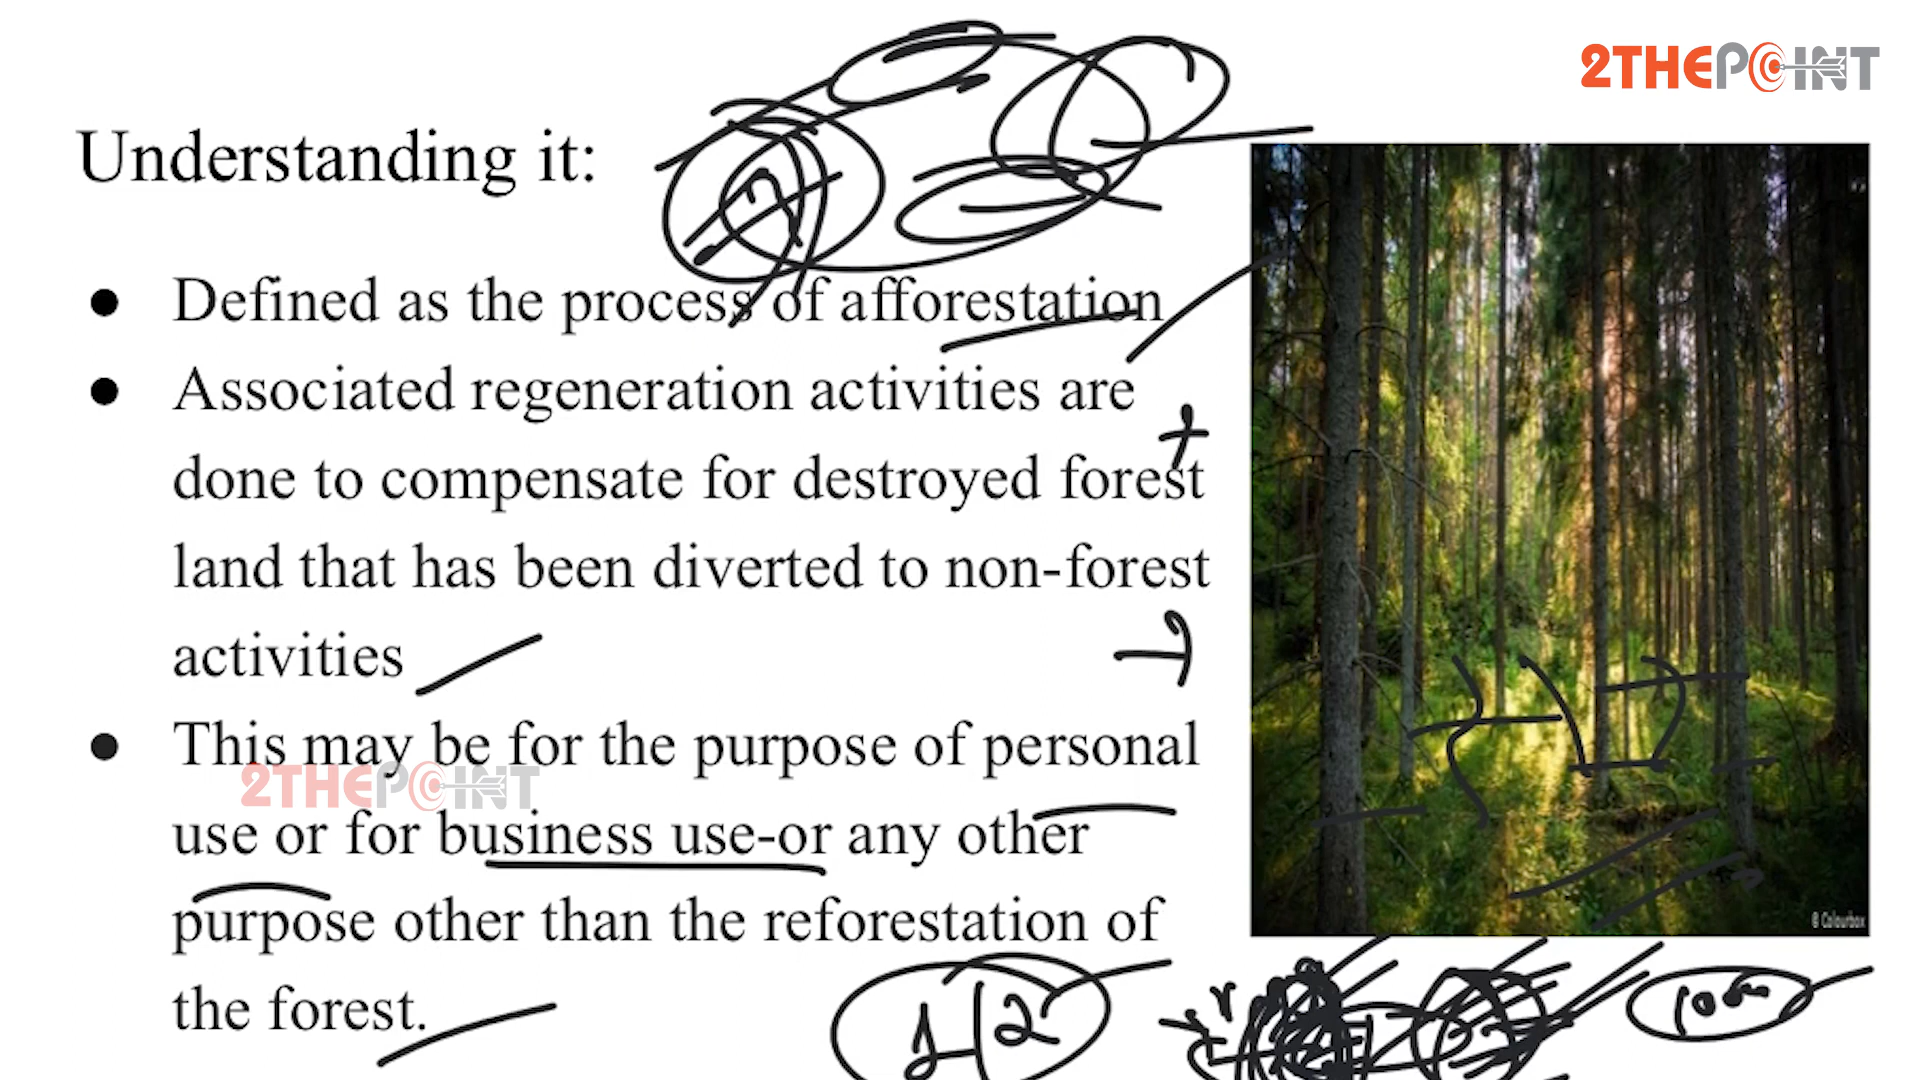 2THEPOINT
Understanding it:
● Defined as the process of afforestation
● Associated regeneration activities are
done to compensate for destroyed forest
land that has been diverted to non-forest
activities
● This may be for the purpose of personal
2THEPOINT
use or for business use-or any other
purpose other than the reforestation of
the forest.
© Colourbox